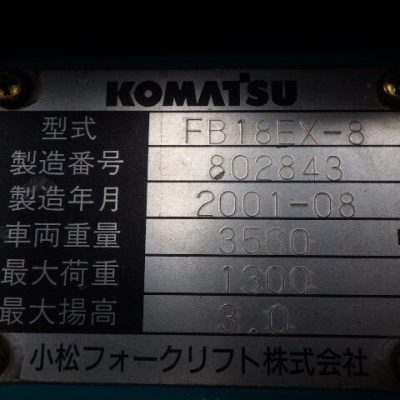 KOMATSU
型式 FB18EX-8
製造番号 802843
製造年月 2001-08
車両重量 3560
最大荷重 1300
最大揚高 3.0
小松フォークリフト株式会社